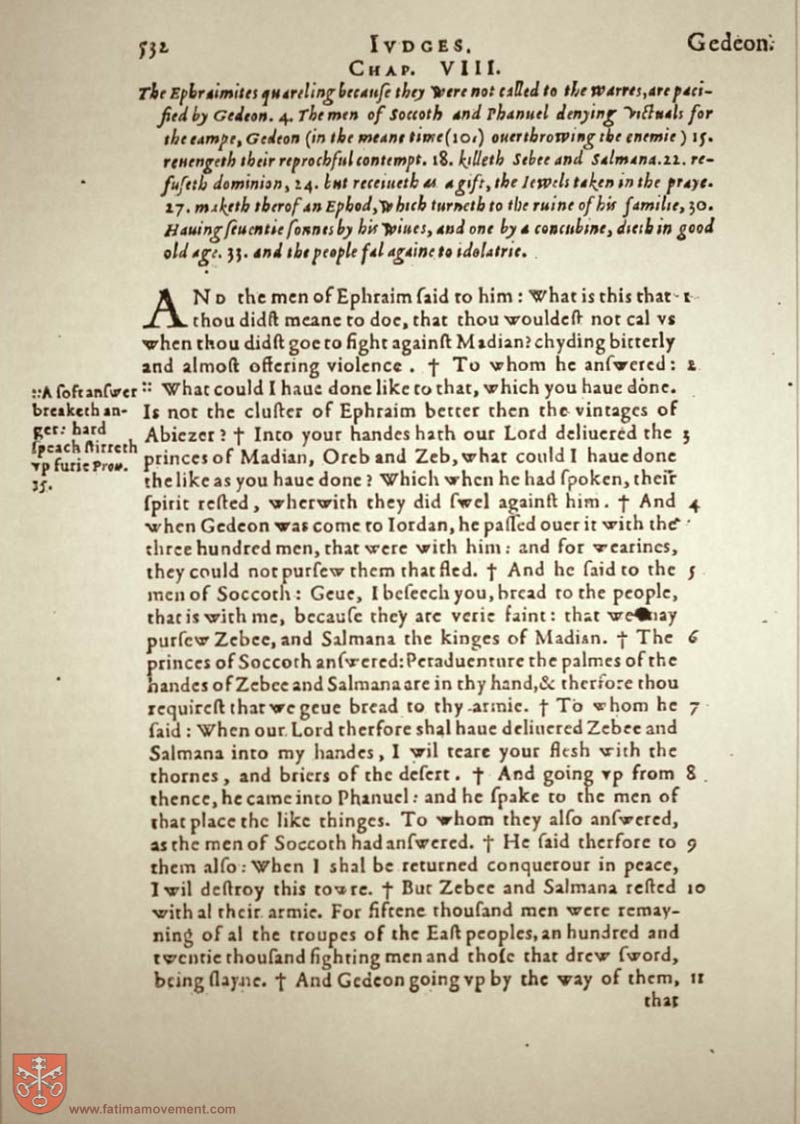 532 IVDGES. Gedeon.
CHAP. VIII.
The Ephraimites quareling becauſe they were not called to the warres, are paci-
fied by Gedeon. 4. The men of Soccoth and Phanuel denying victuals for
the campe, Gedeon (in the meane time (10.) ouerthrowing the enemie) 15.
reuengeth their reprochful contempt. 18. killeth Sebee and Salmana. 22. re-
fuſeth dominion, 24. but receiueth as a gift, the Iewels taken in the praye.
27. maketh therof an Ephod, which turneth to the ruine of his familie, 30.
Hauing ſeuentie ſonnes by his wiues, and one by a concubine, dieth in good
old age. 33. and the people fal againe to idolatrie.
AND the men of Ephraim ſaid to him: What is this that 1
thou didſt meane to doe, that thou wouldeſt not cal vs
when thou didſt goe to fight againſt Madian? chyding bitterly
and almoſt offering violence. † To whom he anſwered: 2
:: What could I haue done like to that, which you haue done.
Is not the cluſter of Ephraim better then the vintages of
Abiezer? † Into your handes hath our Lord deliuered the 3
princes of Madian, Oreb and Zeb, what could I haue done
the like as you haue done? Which when he had ſpoken, their
ſpirit reſted, wherwith they did ſwel againſt him. † And 4
when Gedeon was come to Iordan, he paſſed ouer it with the
three hundred men, that were with him: and for wearines,
they could not purſew them that fled. † And he ſaid to the 5
men of Soccoth: Geue, I beſeech you, bread to the people,
that is with me, becauſe they are verie faint: that we may
purſew Zebee, and Salmana the kinges of Madian. † The 6
princes of Soccoth anſwered: Peraduenture the palmes of the
handes of Zebee and Salmana are in thy hand, & therfore thou
requireſt that we geue bread to thy armie. † To whom he 7
ſaid: When our Lord therfore shal haue deliuered Zebee and
Salmana into my handes, I wil teare your fleſh with the
thornes, and briers of the deſert. † And going vp from 8
thence, he came into Phanuel: and he ſpake to the men of
that place the like thinges. To whom they alſo anſwered,
as the men of Soccoth had anſwered. † He ſaid therfore to 9
them alſo: When I shal be returned conquerour in peace,
I wil deſtroy this towre. † But Zebee and Salmana reſted 10
with al their armie. For fiftene thouſand men were remay-
ning of al the troupes of the Eaſt peoples, an hundred and
twentie thouſand fighting men and thoſe that drew ſword,
being ſlayne. † And Gedeon going vp by the way of them, 11
that
:: A ſoft anſwer
breaketh an-
ger: hard
ſpeach ſtirreth
vp furie Prou.
15.
www.fatimamovement.com